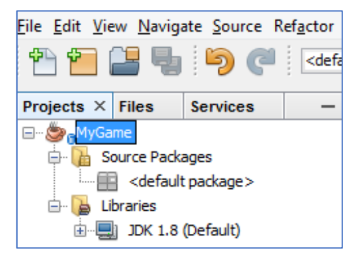 File Edit View Navigate Source Refactor
<defa
Projects × Files Services
MyGame
Source Packages
<default package>
Libraries
JDK 1.8 (Default)